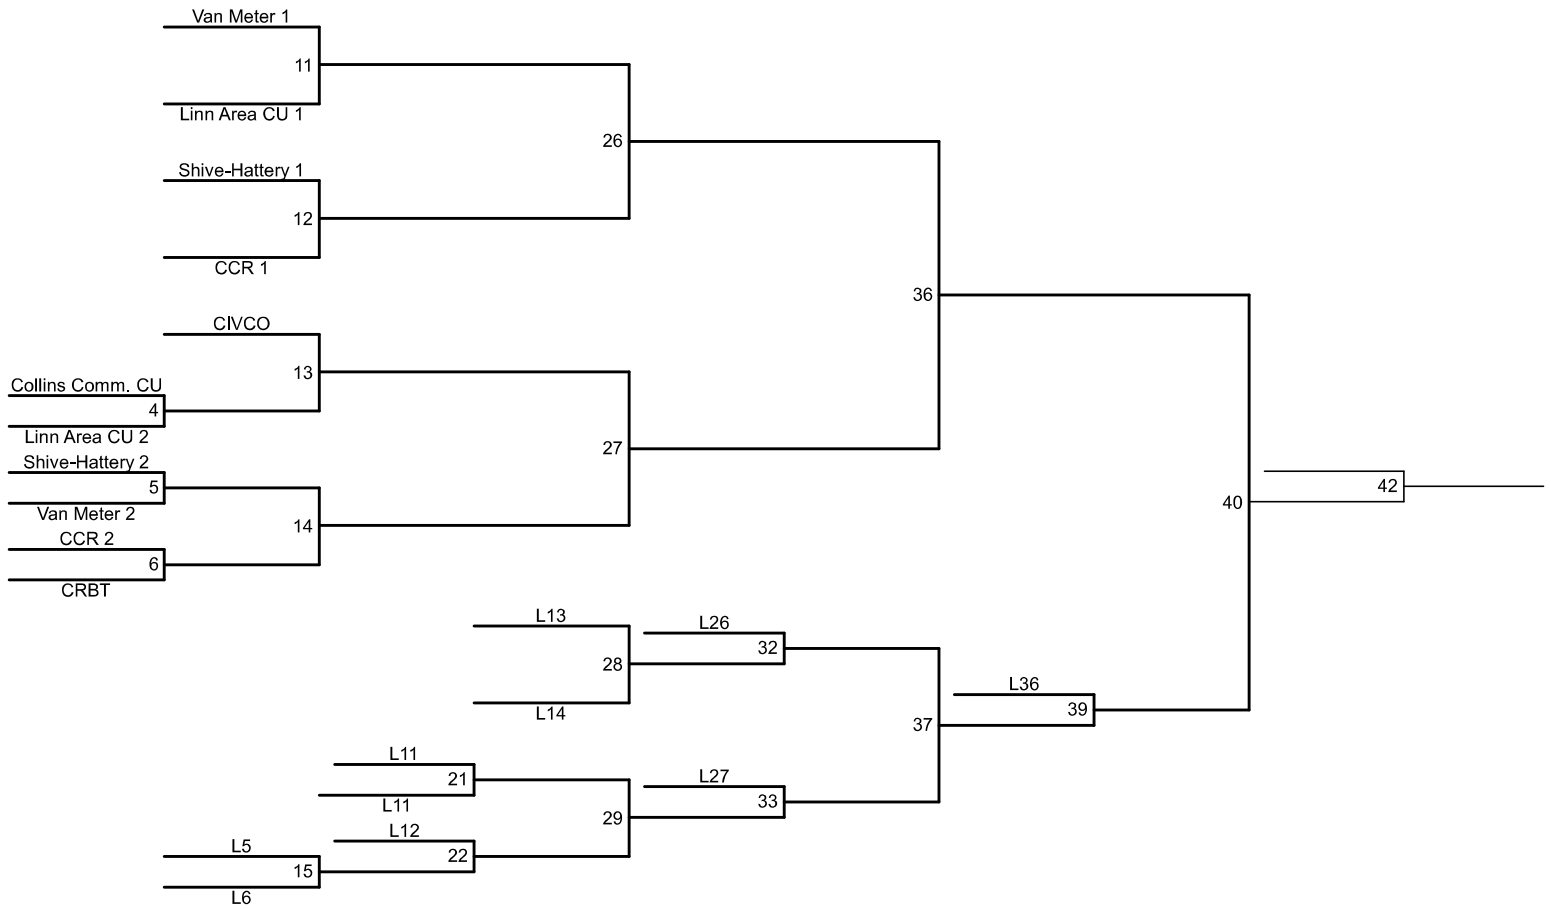 Van Meter 1
11
Linn Area CU 1
26
Shive-Hattery 1
12
CCR 1
36
CIVCO
13
Collins Comm. CU
4
Linn Area CU 2
27
Shive-Hattery 2
5
Van Meter 2
14
CCR 2
6
CRBT
42
40
L13
L26
32
28
L14
L36
39
37
L11
21
L11
L27
33
29
L12
22
L5
15
L6